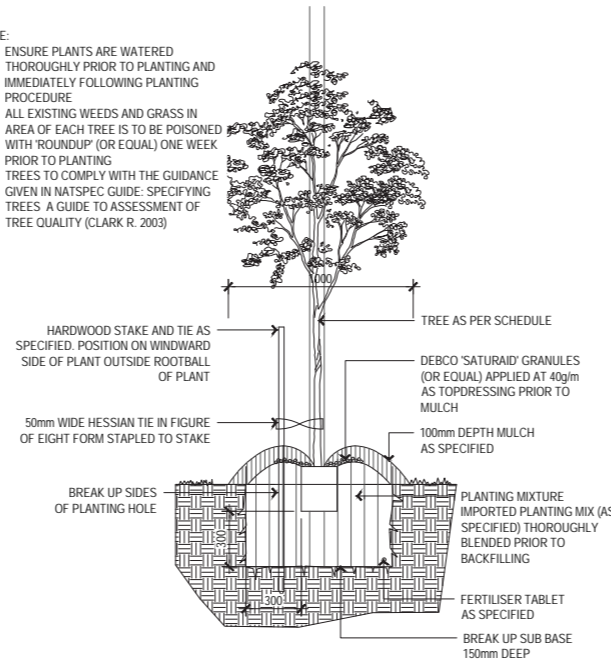 E:
ENSURE PLANTS ARE WATERED
THOROUGHLY PRIOR TO PLANTING AND
IMMEDIATELY FOLLOWING PLANTING
PROCEDURE
ALL EXISTING WEEDS AND GRASS IN
AREA OF EACH TREE IS TO BE POISONED
WITH 'ROUNDUP' (OR EQUAL) ONE WEEK
PRIOR TO PLANTING
TREES TO COMPLY WITH THE GUIDANCE
GIVEN IN NATSPEC GUIDE: SPECIFYING
TREES A GUIDE TO ASSESSMENT OF
TREE QUALITY (CLARK R. 2003)
1000
HARDWOOD STAKE AND TIE AS
SPECIFIED. POSITION ON WINDWARD
SIDE OF PLANT OUTSIDE ROOTBALL
OF PLANT
50mm WIDE HESSIAN TIE IN FIGURE
OF EIGHT FORM STAPLED TO STAKE
BREAK UP SIDES
OF PLANTING HOLE
300
300
TREE AS PER SCHEDULE
DEBCO 'SATURAID' GRANULES
(OR EQUAL) APPLIED AT 40g/m
AS TOPDRESSING PRIOR TO
MULCH
100mm DEPTH MULCH
AS SPECIFIED
PLANTING MIXTURE
IMPORTED PLANTING MIX (AS
SPECIFIED) THOROUGHLY
BLENDED PRIOR TO
BACKFILLING
FERTILISER TABLET
AS SPECIFIED
BREAK UP SUB BASE
150mm DEEP